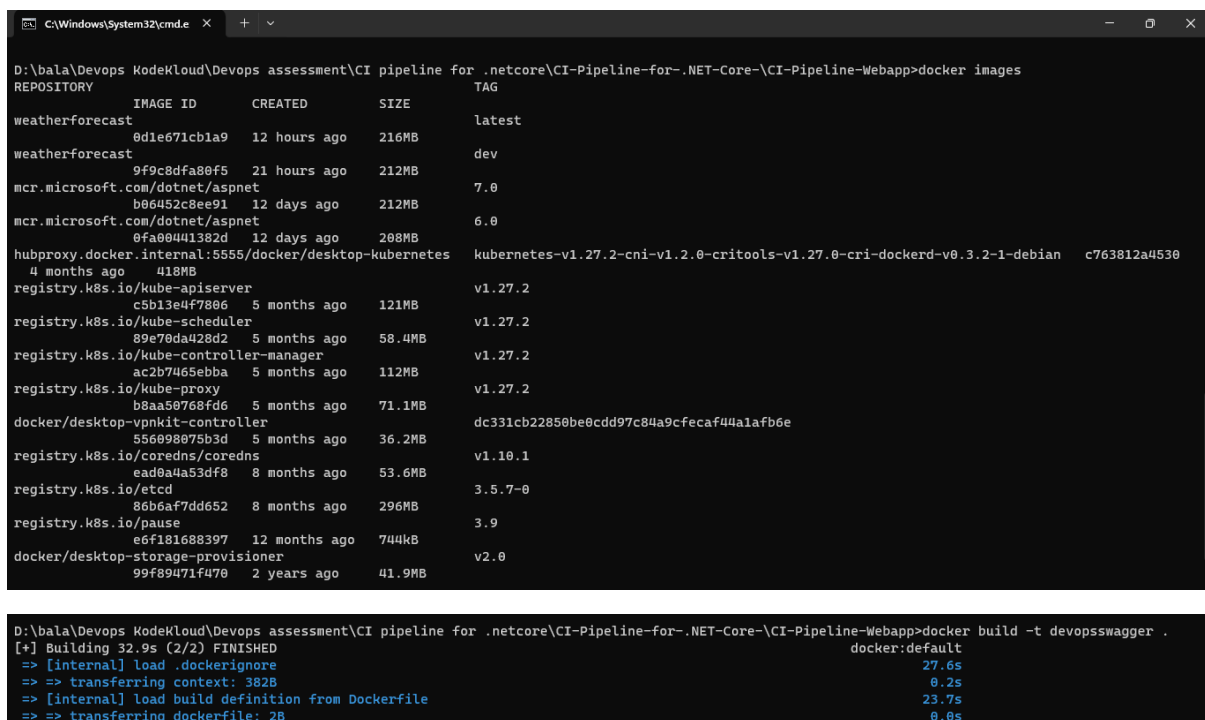 C:\Windows\System32\cmd.e
D:\bala\Devops KodeKloud\Devops assessment\CI pipeline for .netcore\CI-Pipeline-for-.NET-Core-\CI-Pipeline-Webapp>docker images
REPOSITORY TAG
IMAGE ID CREATED SIZE
weatherforecast latest
0d1e671cb1a9 12 hours ago 216MB
weatherforecast dev
9f9c8dfa80f5 21 hours ago 212MB
mcr.microsoft.com/dotnet/aspnet 7.0
b06452c8ee91 12 days ago 212MB
mcr.microsoft.com/dotnet/aspnet 6.0
0fa00441382d 12 days ago 208MB
hubproxy.docker.internal:5555/docker/desktop-kubernetes kubernetes-v1.27.2-cni-v1.2.0-critools-v1.27.0-cri-dockerd-v0.3.2-1-debian c763812a4530
4 months ago 418MB
registry.k8s.io/kube-apiserver v1.27.2
c5b13e4f7806 5 months ago 121MB
registry.k8s.io/kube-scheduler v1.27.2
89e70da428d2 5 months ago 58.4MB
registry.k8s.io/kube-controller-manager v1.27.2
ac2b7465ebba 5 months ago 112MB
registry.k8s.io/kube-proxy v1.27.2
b8aa50768fd6 5 months ago 71.1MB
docker/desktop-vpnkit-controller dc331cb22850be0cdd97c84a9cfecaf44a1afb6e
556098075b3d 5 months ago 36.2MB
registry.k8s.io/coredns/coredns v1.10.1
ead0a4a53df8 8 months ago 53.6MB
registry.k8s.io/etcd 3.5.7-0
86b6af7dd652 8 months ago 296MB
registry.k8s.io/pause 3.9
e6f181688397 12 months ago 744kB
docker/desktop-storage-provisioner v2.0
99f89471f470 2 years ago 41.9MB
D:\bala\Devops KodeKloud\Devops assessment\CI pipeline for .netcore\CI-Pipeline-for-.NET-Core-\CI-Pipeline-Webapp>docker build -t devopsswagger .
[+] Building 32.9s (2/2) FINISHED docker:default
=> [internal] load .dockerignore 27.6s
=> => transferring context: 382B 0.2s
=> [internal] load build definition from Dockerfile 23.7s
=> => transferring dockerfile: 2B 0.0s